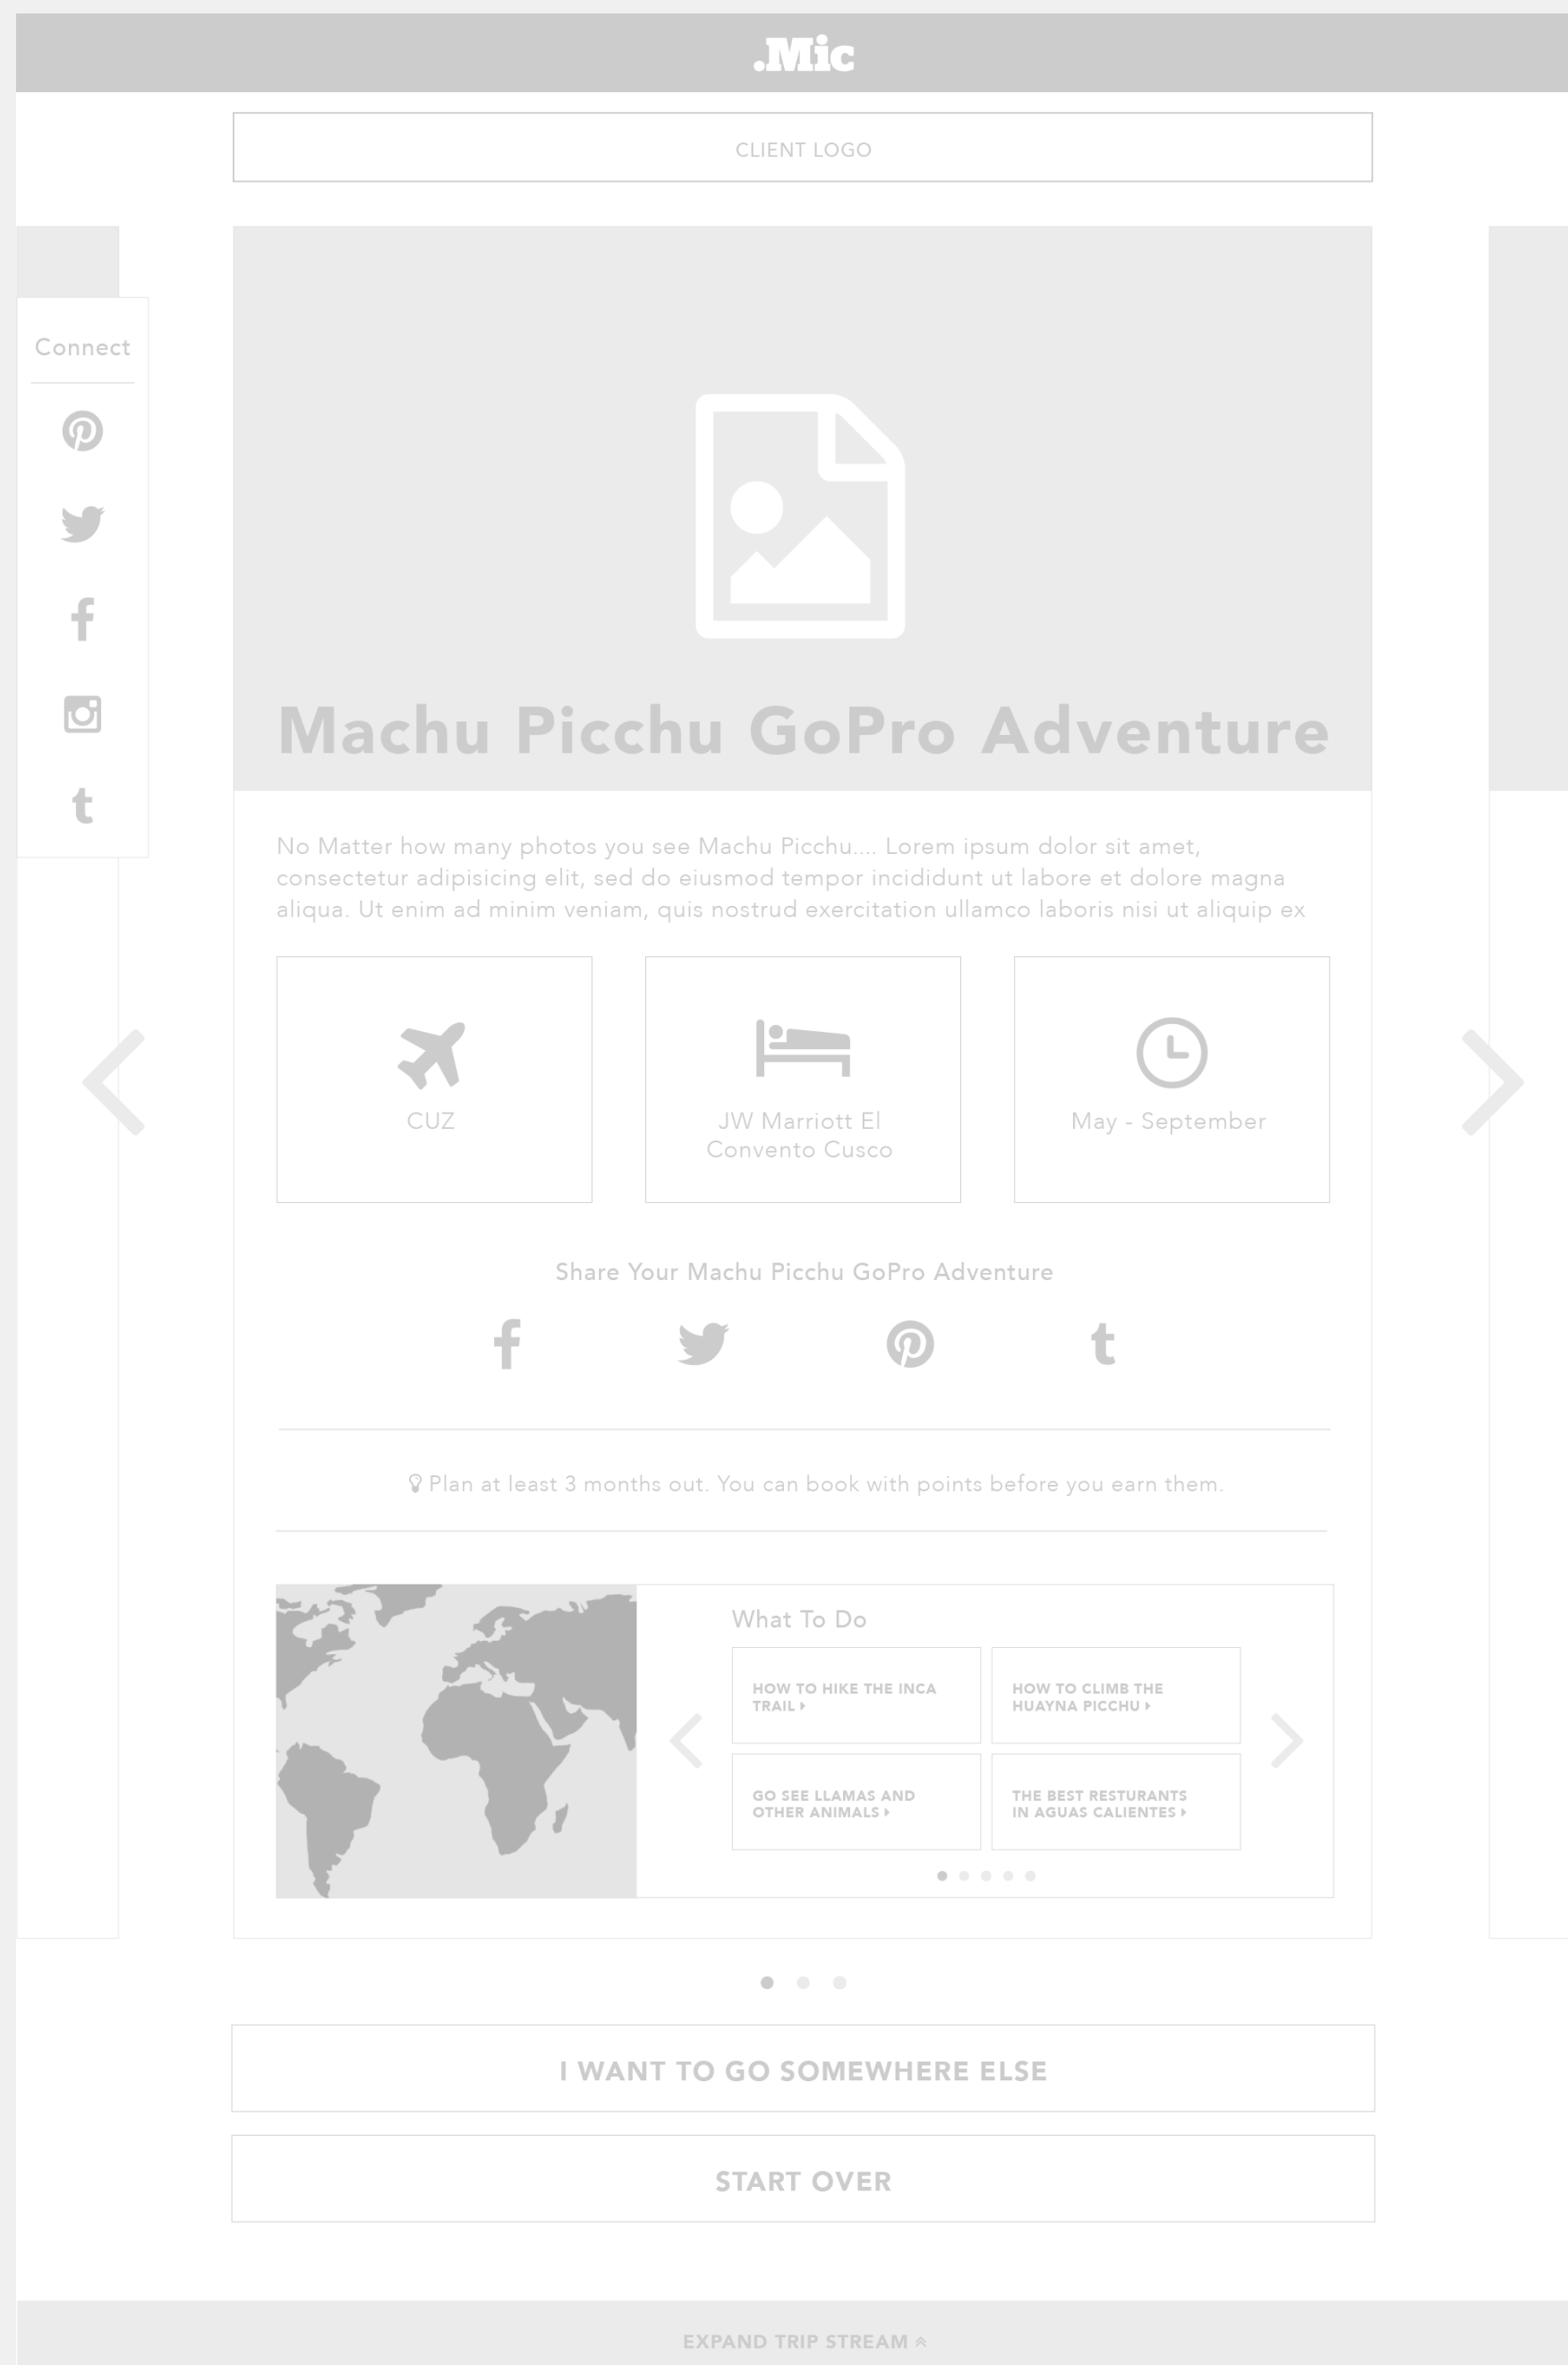 .Mic
CLIENT LOGO
Connect
Machu Picchu GoPro Adventure
No Matter how many photos you see Machu Picchu.... Lorem ipsum dolor sit amet,
consectetur adipisicing elit, sed do eiusmod tempor incididunt ut labore et dolore magna
aliqua. Ut enim ad minim veniam, quis nostrud exercitation ullamco laboris nisi ut aliquip ex
CUZ
JW Marriott El
Convento Cusco
May - September
Share Your Machu Picchu GoPro Adventure
Plan at least 3 months out. You can book with points before you earn them.
What To Do
HOW TO HIKE THE INCA
TRAIL
HOW TO CLIMB THE
HUAYNA PICCHU
GO SEE LLAMAS AND
OTHER ANIMALS
THE BEST RESTURANTS
IN AGUAS CALIENTES
I WANT TO GO SOMEWHERE ELSE
START OVER
EXPAND TRIP STREAM